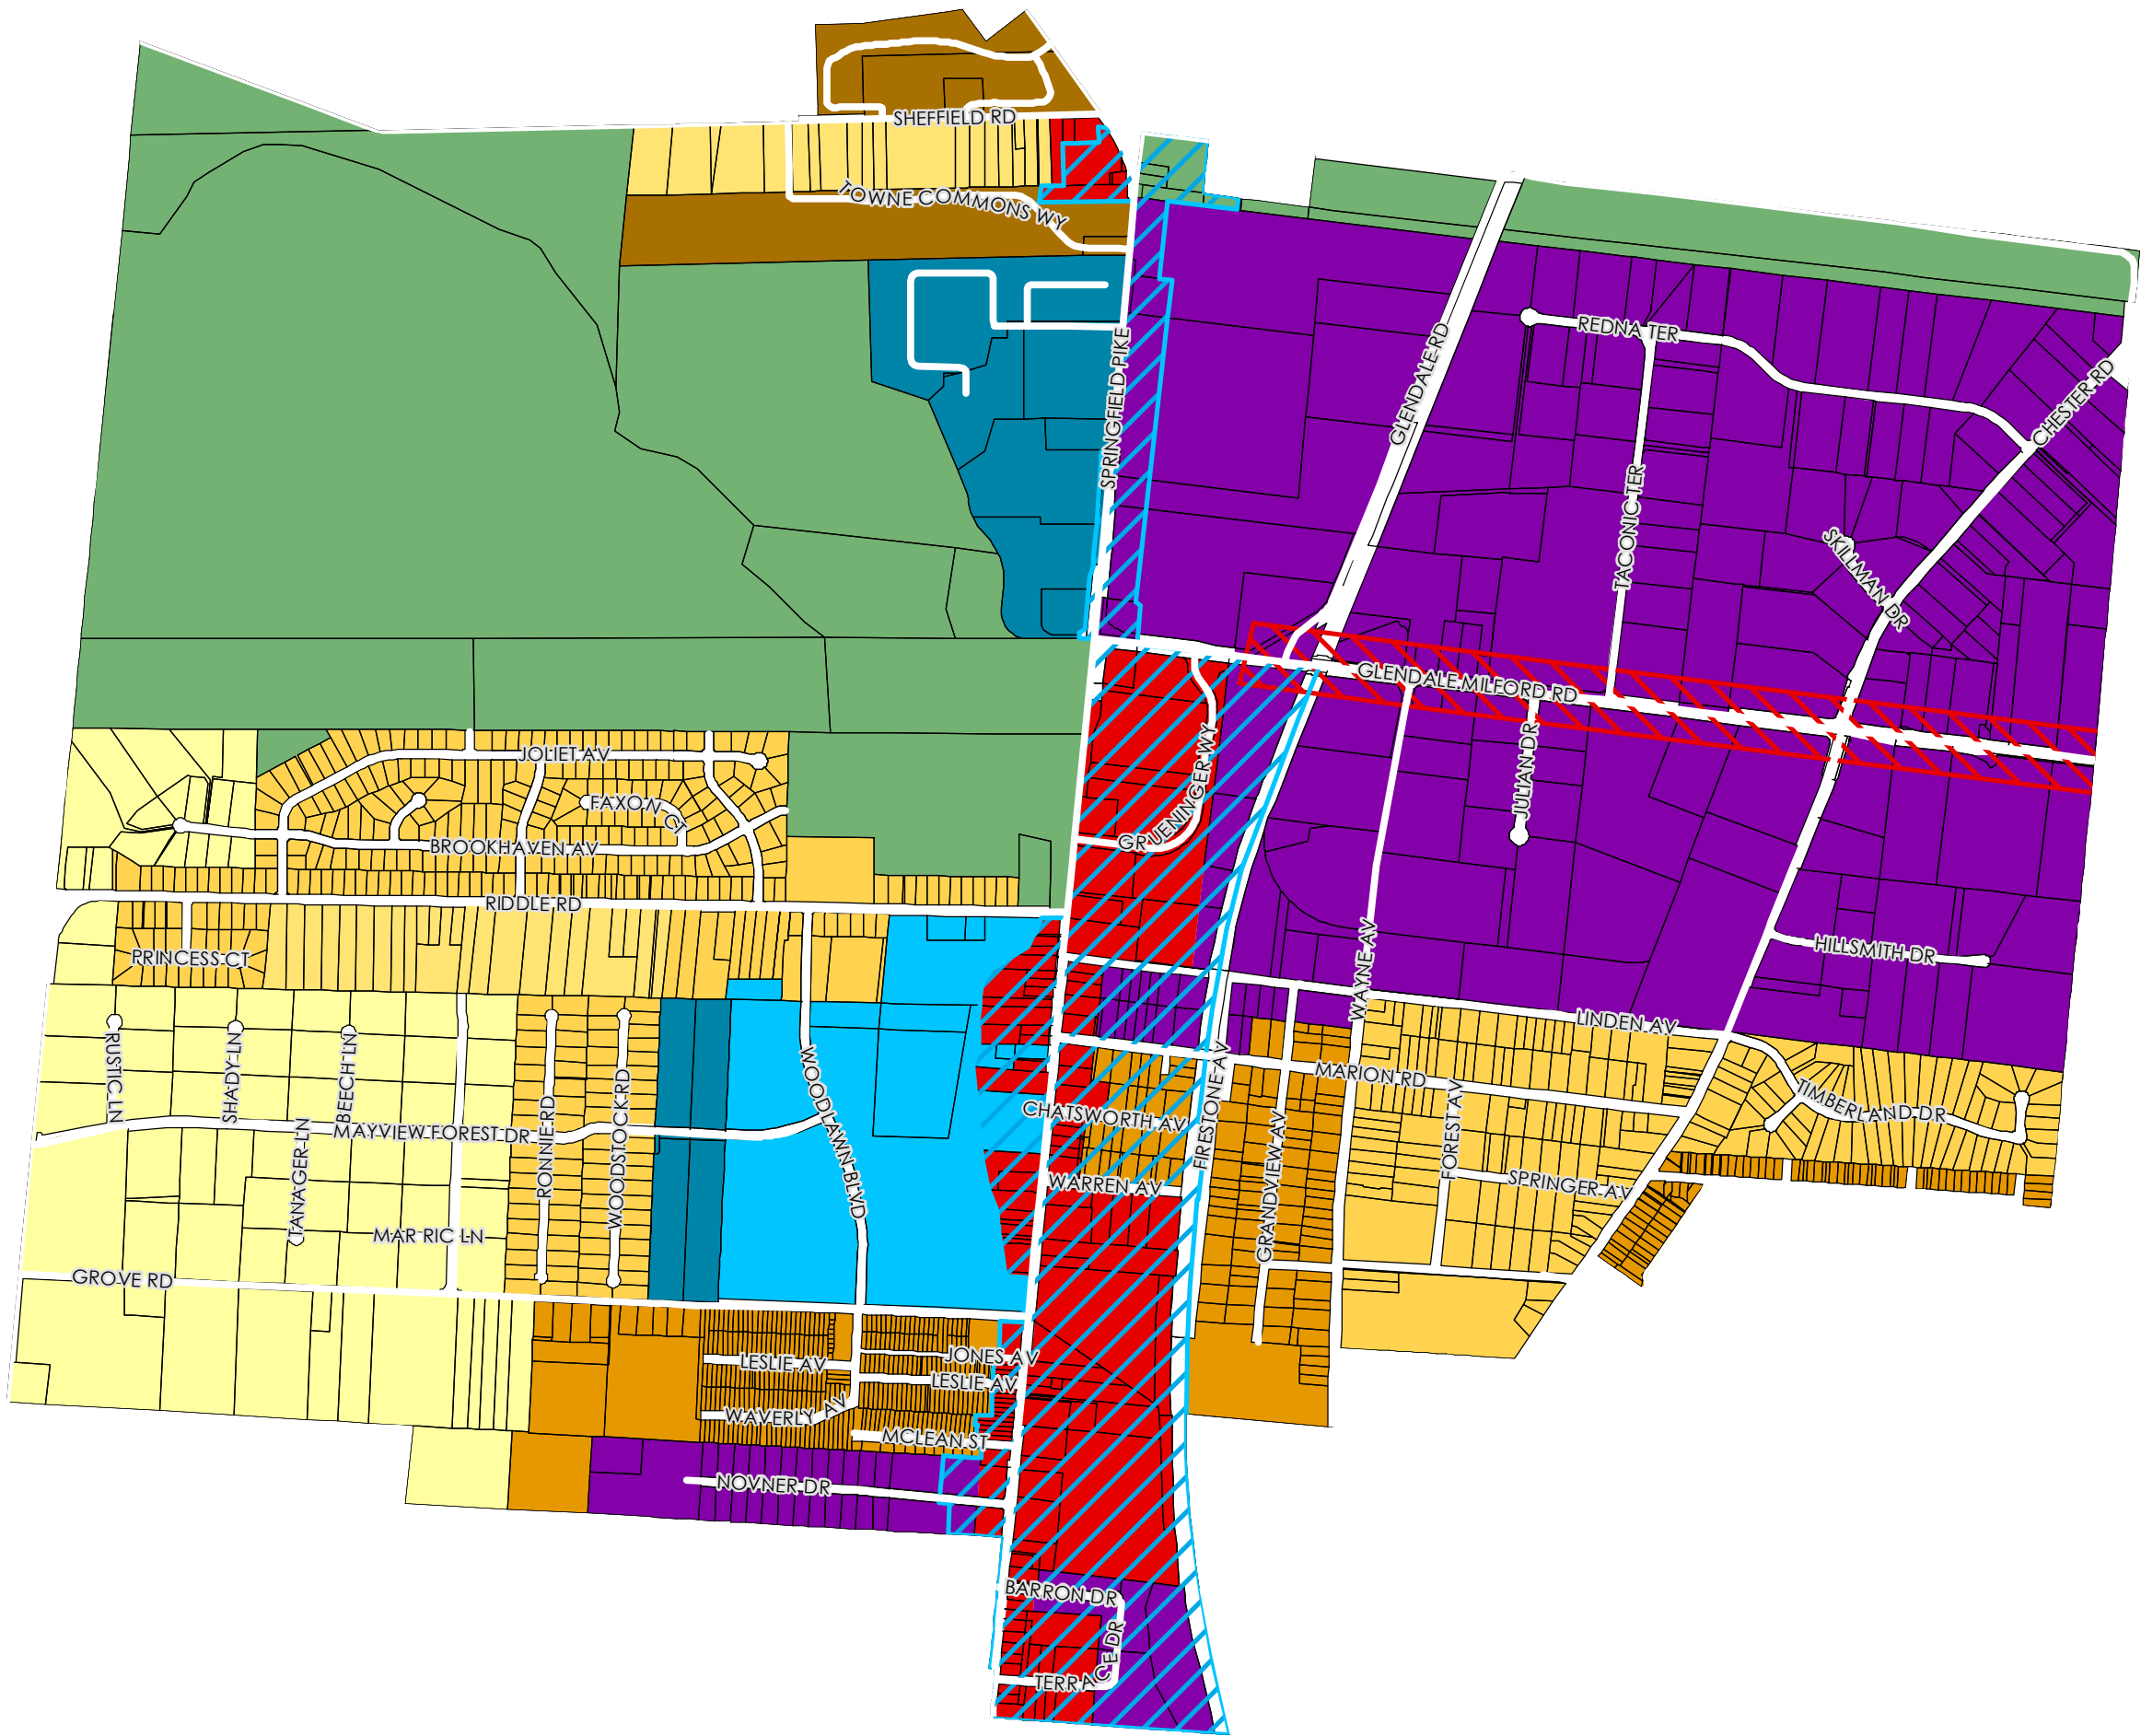 SHEFFIELD RD
TOWNE COMMONS WY
SPRINGFIELD PIKE
GLENDALE RD
REDNA TER
CHESTER RD
TACONIC TER
SKILLMAN DR
GLENDALE MILFORD RD
JULIAN DR
GRUENINGER WY
JOLIET AV
FAXON CT
BROOKHAVEN AV
RIDDLE RD
PRINCESS CT
WAYNE AV
HILLSMITH DR
LINDEN AV
RUSTIC LN
SHADY LN
BEECH LN
TANAGER LN
MAYVIEW FOREST DR
RONNIE RD
WOODSTOCK RD
WOODLAWN BLVD
MAR RIC LN
GROVE RD
CHATSWORTH AV
FIRESTONE AV
MARION RD
GRANDVIEW AV
FOREST AV
TIMBERLAND DR
SPRINGER AV
WARREN AV
LESLIE AV
JONES AV
LESLIE AV
WAVERLY AV
MCLEAN ST
NOVNER DR
BARRON DR
TERRACE DR